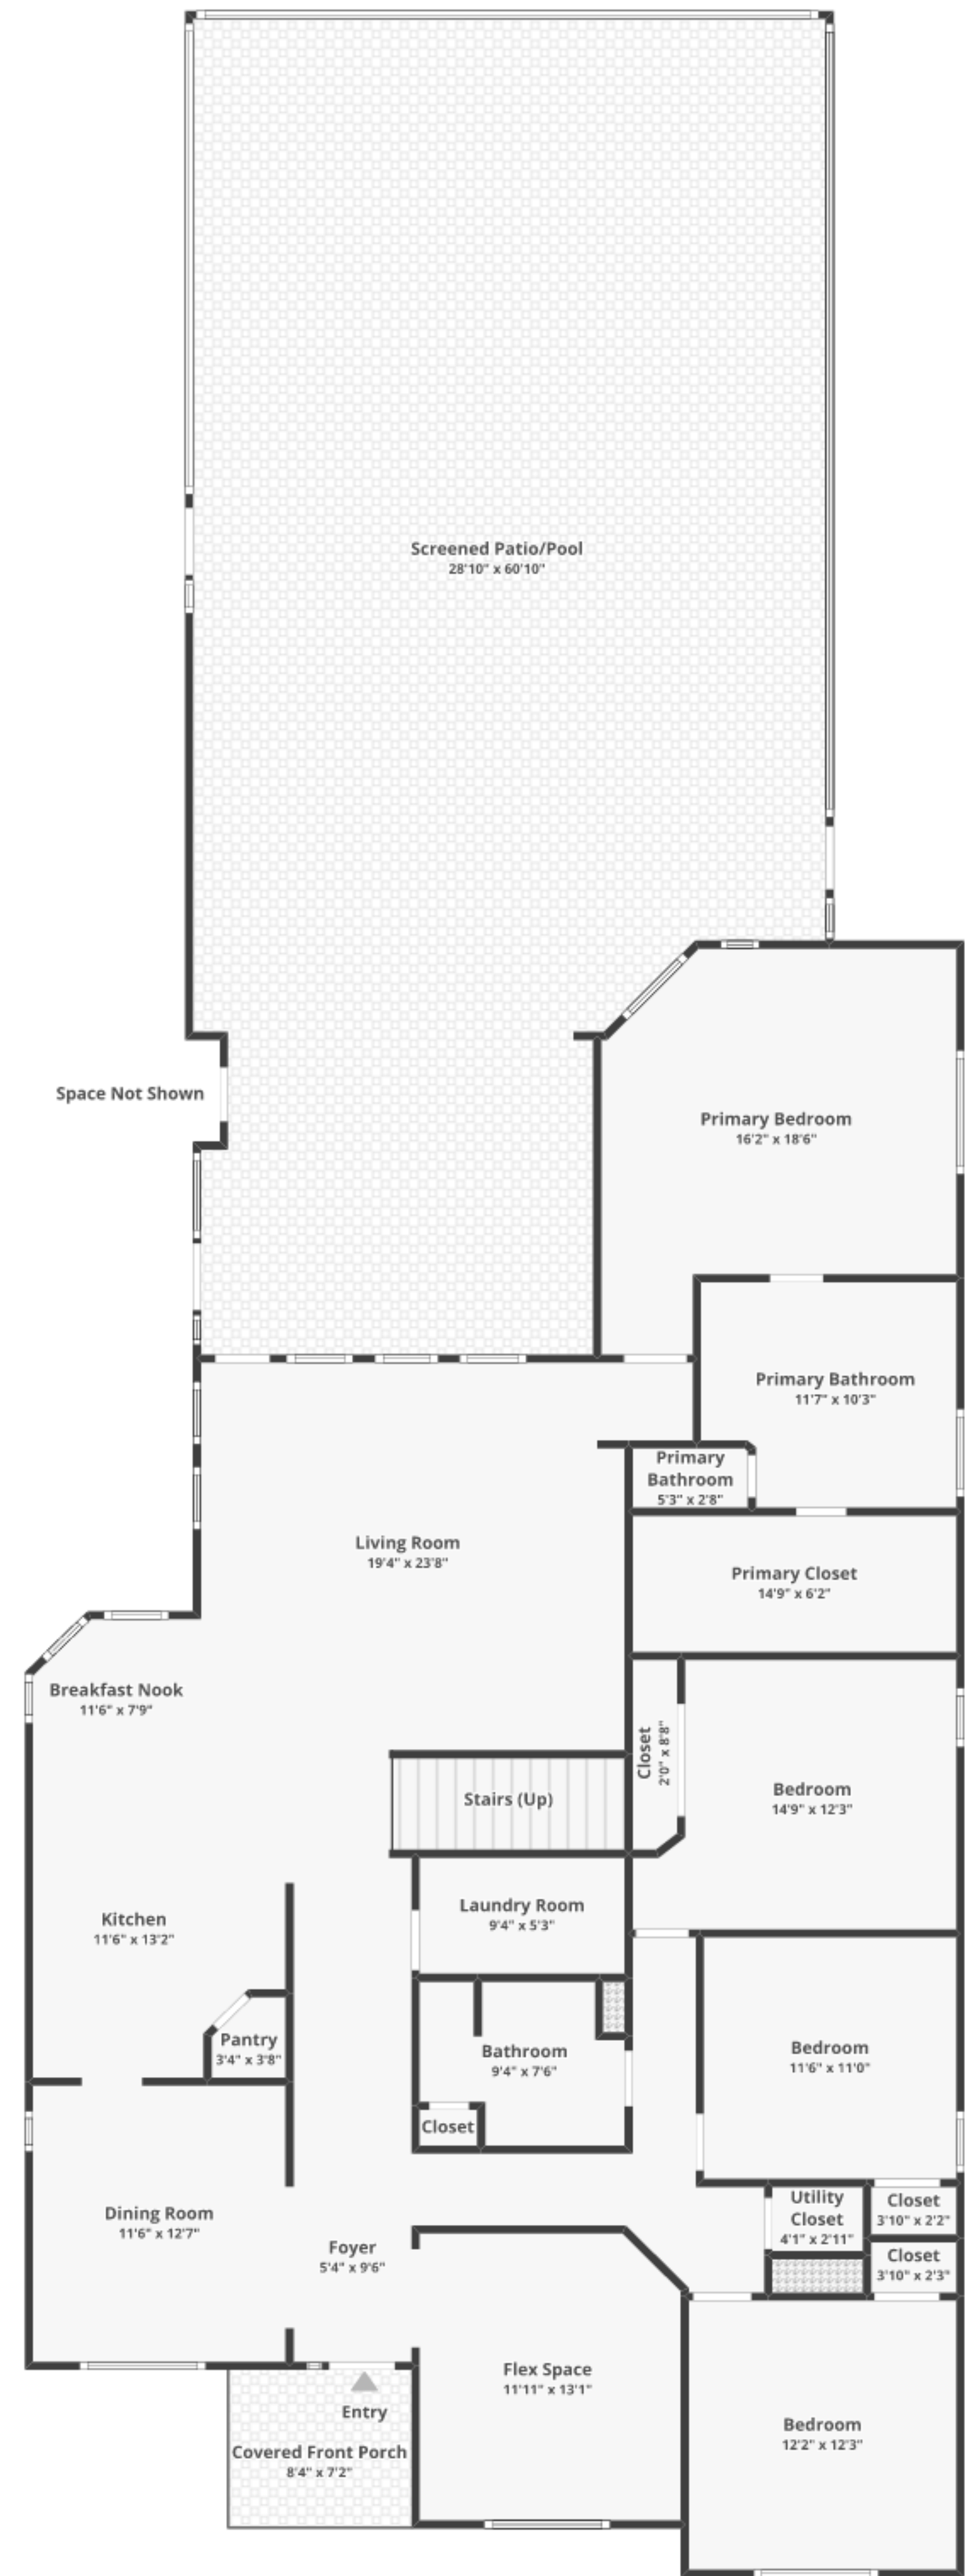 Screened Patio/Pool
28'10" x 60'10"
Space Not Shown
Primary Bedroom
16'2" x 18'6"
Primary Bathroom
11'7" x 10'3"
Primary
Bathroom
5'3" x 2'8"
Living Room
19'4" x 23'8"
Primary Closet
14'9" x 6'2"
Breakfast Nook
11'6" x 7'9"
Closet
2'0" x 8'8"
Bedroom
14'9" x 12'3"
Stairs (Up)
Laundry Room
9'4" x 5'3"
Kitchen
11'6" x 13'2"
Pantry
3'4" x 3'8"
Bathroom
9'4" x 7'6"
Bedroom
11'6" x 11'0"
Closet
Dining Room
11'6" x 12'7"
Utility
Closet
4'1" x 2'11"
Closet
3'10" x 2'2"
Foyer
5'4" x 9'6"
Closet
3'10" x 2'3"
Flex Space
11'11" x 13'1"
Entry
Bedroom
12'2" x 12'3"
Covered Front Porch
8'4" x 7'2"